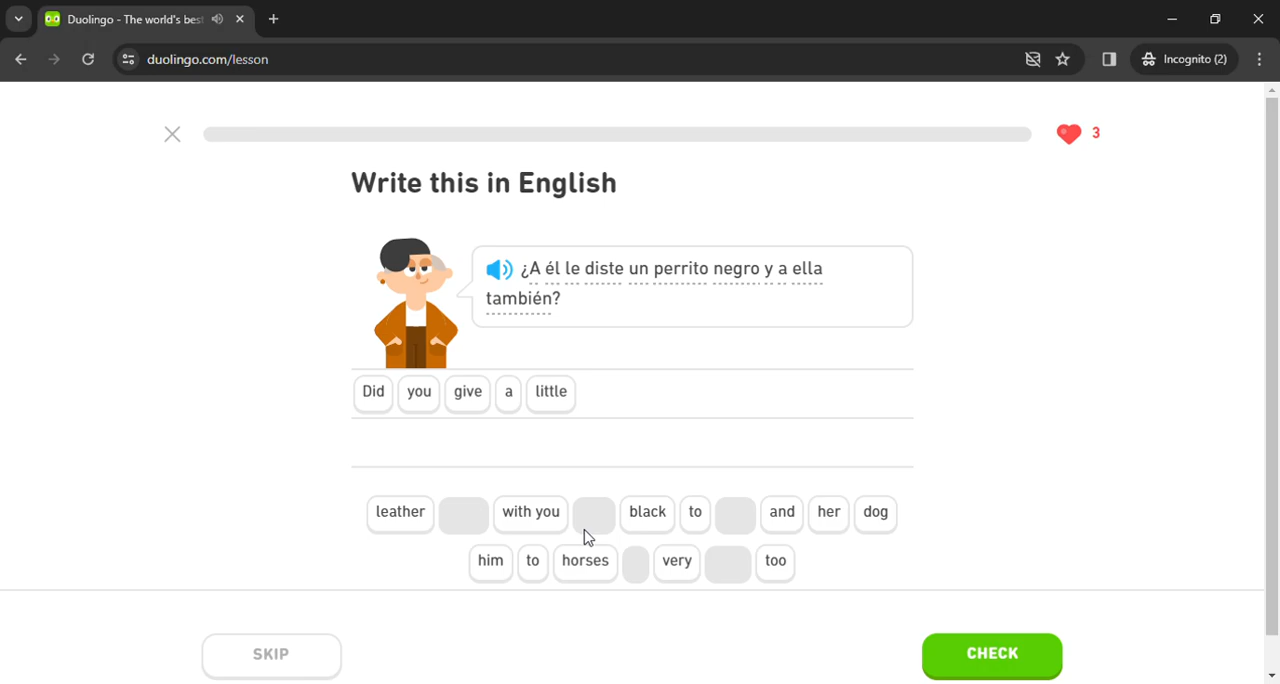 Duolingo - The world's bes
duolingo.com/lesson
Incognito (2)
3
Write this in English
¿A él le diste un perrito negro y a ella
también?
Did you give a little
leather with you black to and her dog
him to horses very too
SKIP
CHECK